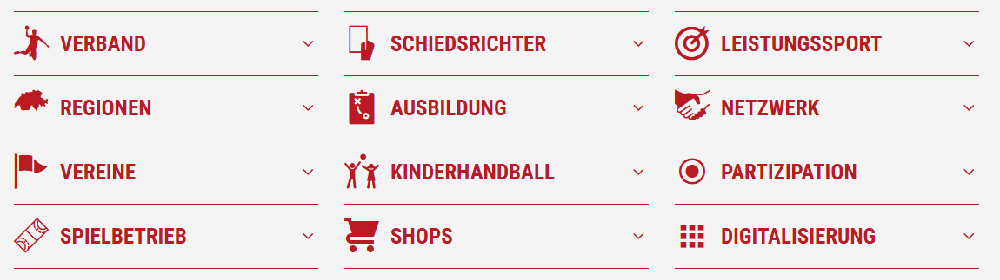 VERBAND
REGIONEN
VEREINE
SPIELBETRIEB
SCHIEDSRICHTER
AUSBILDUNG
KINDERHANDBALL
SHOPS
LEISTUNGSSPORT
NETZWERK
PARTIZIPATION
DIGITALISIERUNG